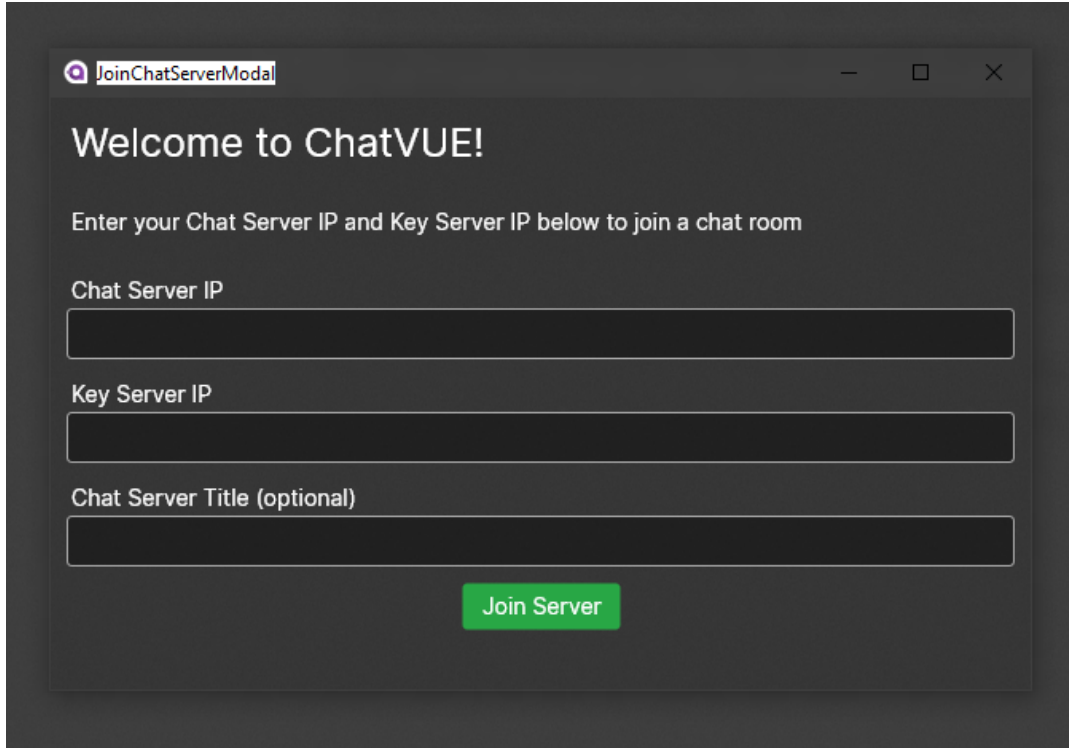 JoinChatServerModal
Welcome to ChatVUE!
Enter your Chat Server IP and Key Server IP below to join a chat room
Chat Server IP
Key Server IP
Chat Server Title (optional)
Join Server